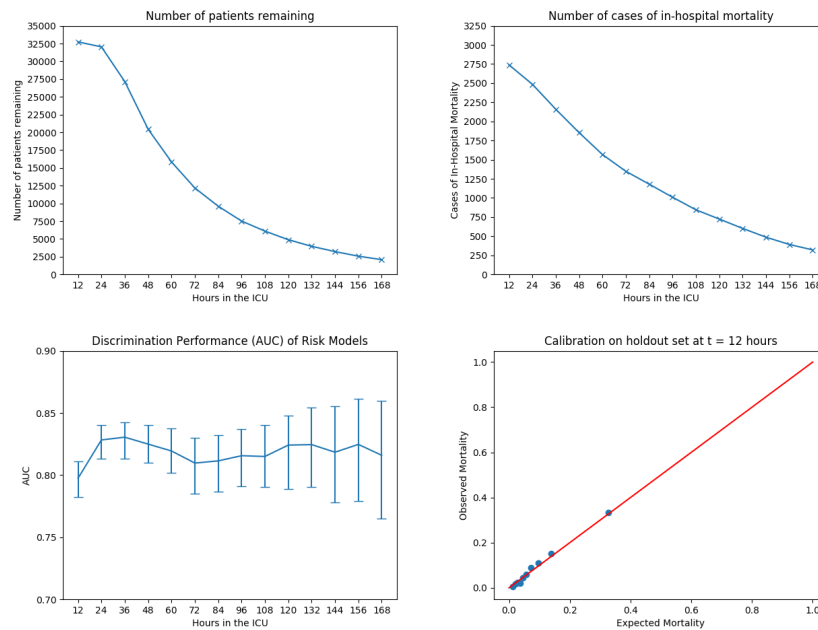 Number of patients remaining
35000
32500
30000
27500
25000
22500
20000
17500
15000
12500
10000
7500
5000
2500
0
Number of patients remaining
12 24 36 48 60 72 84 96 108 120 132 144 156 168
Hours in the ICU
Number of cases of in-hospital mortality
3250
3000
2750
2500
2250
2000
1750
1500
1250
1000
750
500
250
0
Cases of In-Hospital Mortality
12 24 36 48 60 72 84 96 108 120 132 144 156 168
Hours in the ICU
Discrimination Performance (AUC) of Risk Models
0.90
0.85
0.80
0.75
0.70
AUC
12 24 36 48 60 72 84 96 108 120 132 144 156 168
Hours in the ICU
Calibration on holdout set at t = 12 hours
1.0
0.8
0.6
0.4
0.2
0.0
Observed Mortality
0.0 0.2 0.4 0.6 0.8 1.0
Expected Mortality